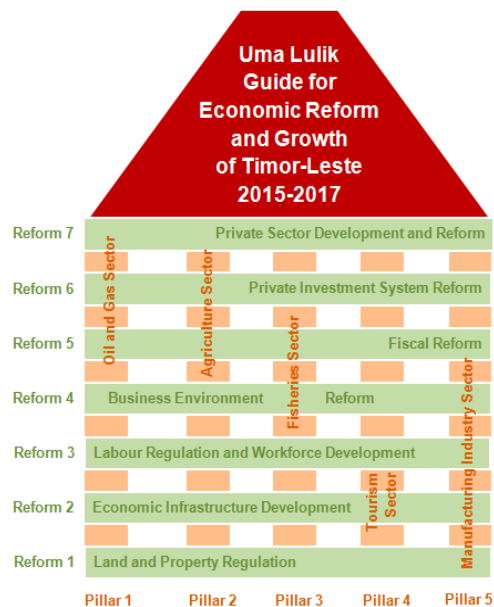 Uma Lulik
Guide for
Economic Reform
and Growth
of Timor-Leste
2015-2017
Reform 7 Private Sector Development and Reform
Reform 6 Private Investment System Reform
Reform 5 Fiscal Reform
Reform 4 Business Environment Reform
Reform 3 Labour Regulation and Workforce Development
Reform 2 Economic Infrastructure Development
Reform 1 Land and Property Regulation
Oil and Gas Sector
Agriculture Sector
Fisheries Sector
Tourism
Sector
Manufacturing Industry Sector
Pillar 1 Pillar 2 Pillar 3 Pillar 4 Pillar 5